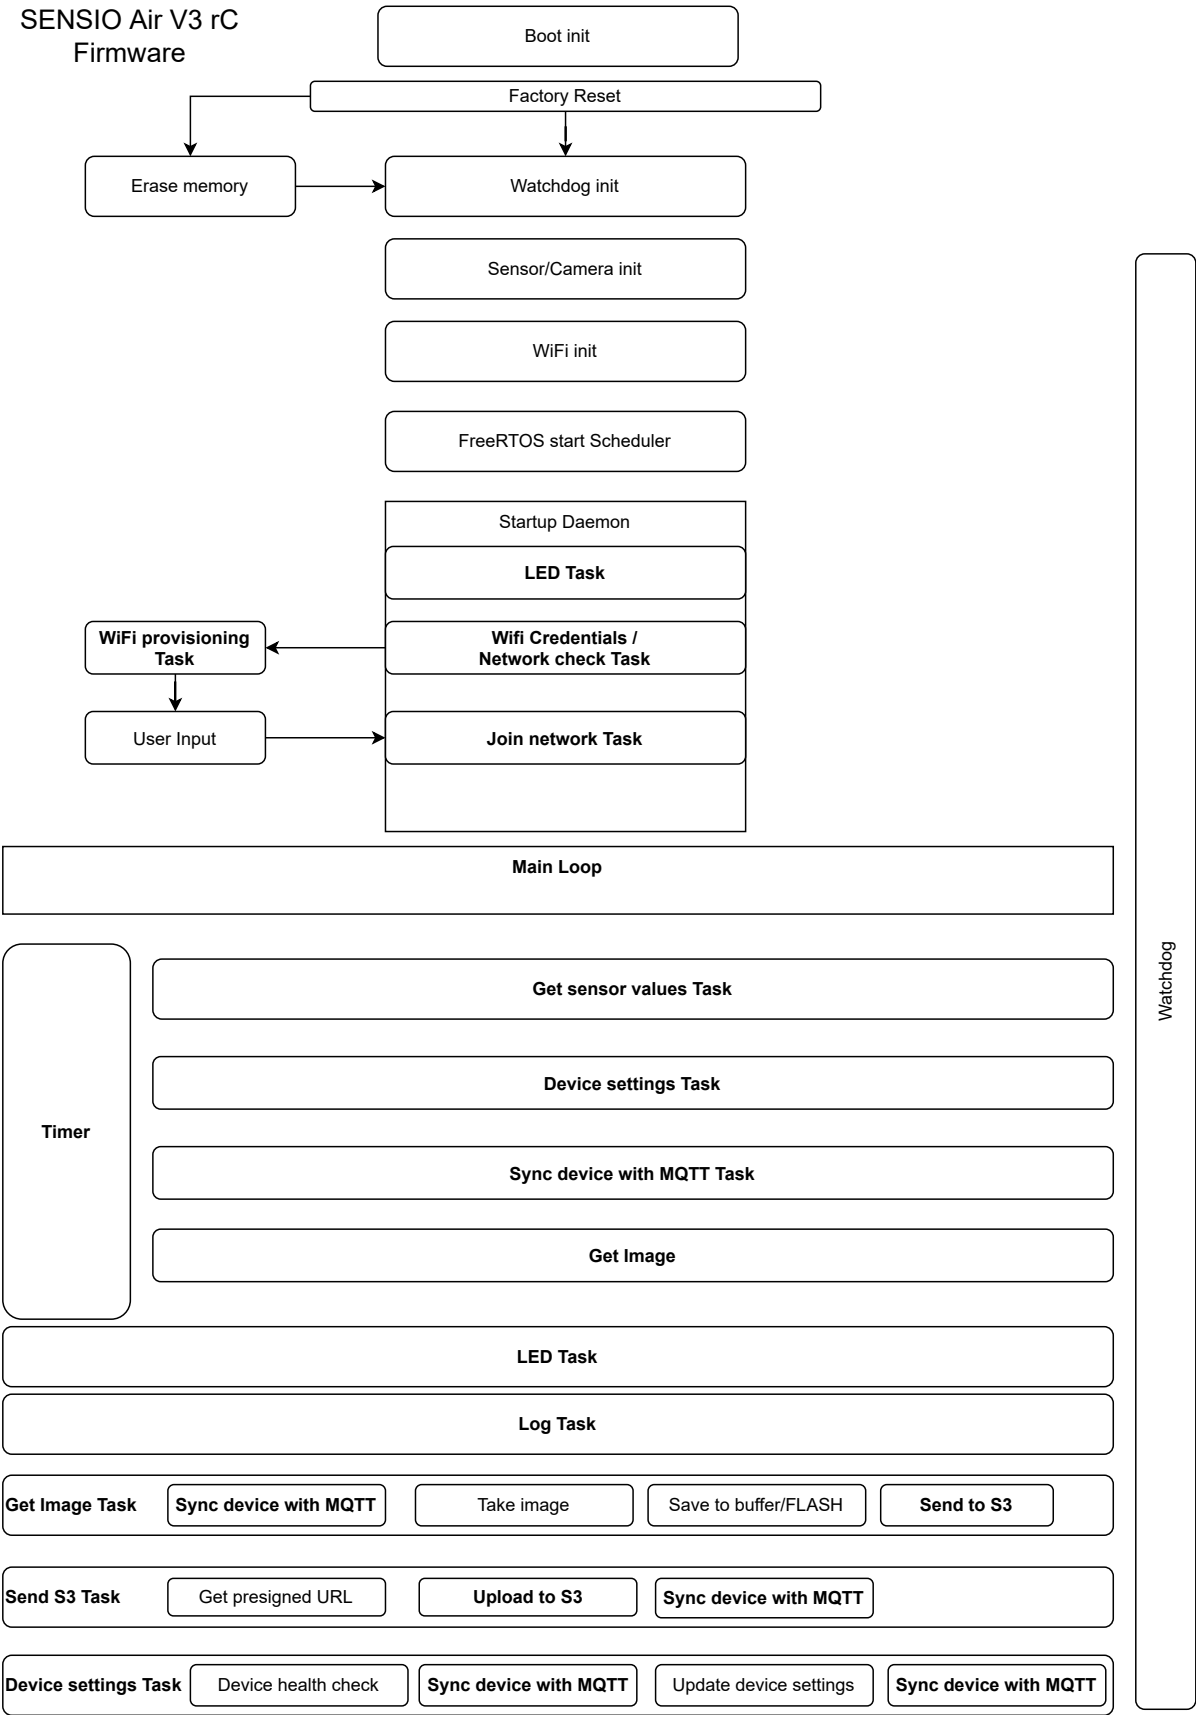 SENSIO Air V3 rC
Firmware
Boot init
Factory Reset
Erase memory
Watchdog init
Sensor/Camera init
WiFi init
FreeRTOS start Scheduler
Startup Daemon
LED Task
WiFi provisioning
Task
Wifi Credentials /
Network check Task
User Input
Join network Task
Main Loop
Watchdog
Timer
Get sensor values Task
Device settings Task
Sync device with MQTT Task
Get Image
LED Task
Log Task
Get Image Task
Sync device with MQTT
Take image
Save to buffer/FLASH
Send to S3
Send S3 Task
Get presigned URL
Upload to S3
Sync device with MQTT
Device settings Task
Device health check
Sync device with MQTT
Update device settings
Sync device with MQTT